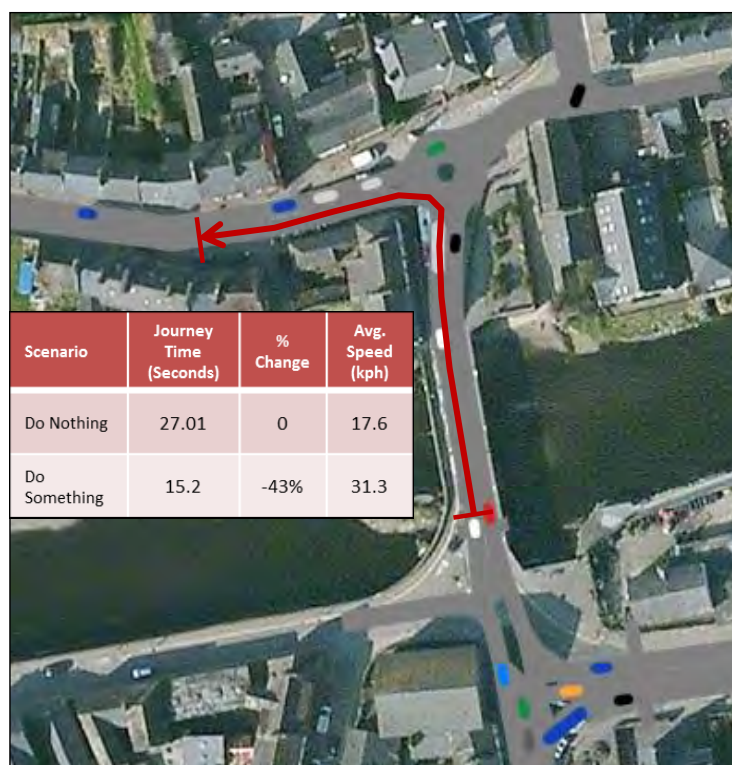 Scenario
Journey
Time
(Seconds)
%
Change
Avg.
Speed
(kph)
Do Nothing
27.01
0
17.6
Do
Something
15.2
-43%
31.3